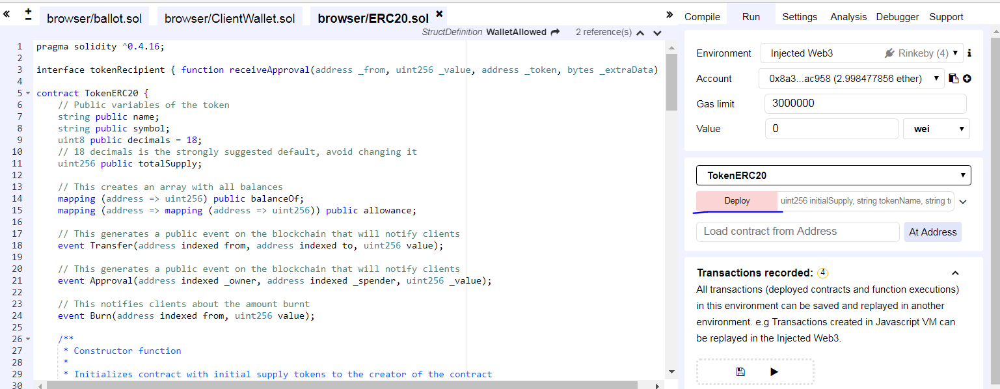 browser/ballot.sol browser/ClientWallet.sol browser/ERC20.sol
StructDefinition WalletAllowed 2 reference(s)
1 pragma solidity ^0.4.16;
2
3 interface tokenRecipient { function receiveApproval(address _from, uint256 _value, address _token, bytes _extraData)
4
5 contract TokenERC20 {
6 // Public variables of the token
7 string public name;
8 string public symbol;
9 uint8 public decimals = 18;
10 // 18 decimals is the strongly suggested default, avoid changing it
11 uint256 public totalSupply;
12
13 // This creates an array with all balances
14 mapping (address => uint256) public balanceOf;
15 mapping (address => mapping (address => uint256)) public allowance;
16
17 // This generates a public event on the blockchain that will notify clients
18 event Transfer(address indexed from, address indexed to, uint256 value);
19
20 // This generates a public event on the blockchain that will notify clients
21 event Approval(address indexed _owner, address indexed _spender, uint256 _value);
22
23 // This notifies clients about the amount burnt
24 event Burn(address indexed from, uint256 value);
25
26 /**
27 * Constructor function
28 *
29 * Initializes contract with initial supply tokens to the creator of the contract
30
Compile Run Settings Analysis Debugger Support
Environment Injected Web3 Rinkeby (4)
Account 0x8a3...ac958 (2.998477856 ether)
Gas limit 3000000
Value 0 wei
TokenERC20
Deploy uint256 initialSupply, string tokenName, string to
Load contract from Address At Address
Transactions recorded: 4
All transactions (deployed contracts and function executions)
in this environment can be saved and replayed in another
environment. e.g Transactions created in Javascript VM can
be replayed in the Injected Web3.